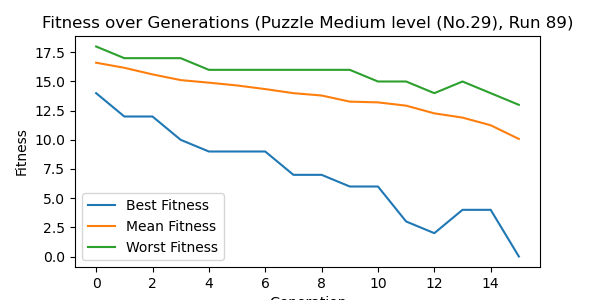 Fitness over Generations (Puzzle Medium level (No.29), Run 89)
17.5
15.0
12.5
10.0
7.5
5.0
2.5
0.0
Fitness
Best Fitness
Mean Fitness
Worst Fitness
0 2 4 6 8 10 12 14
Generation